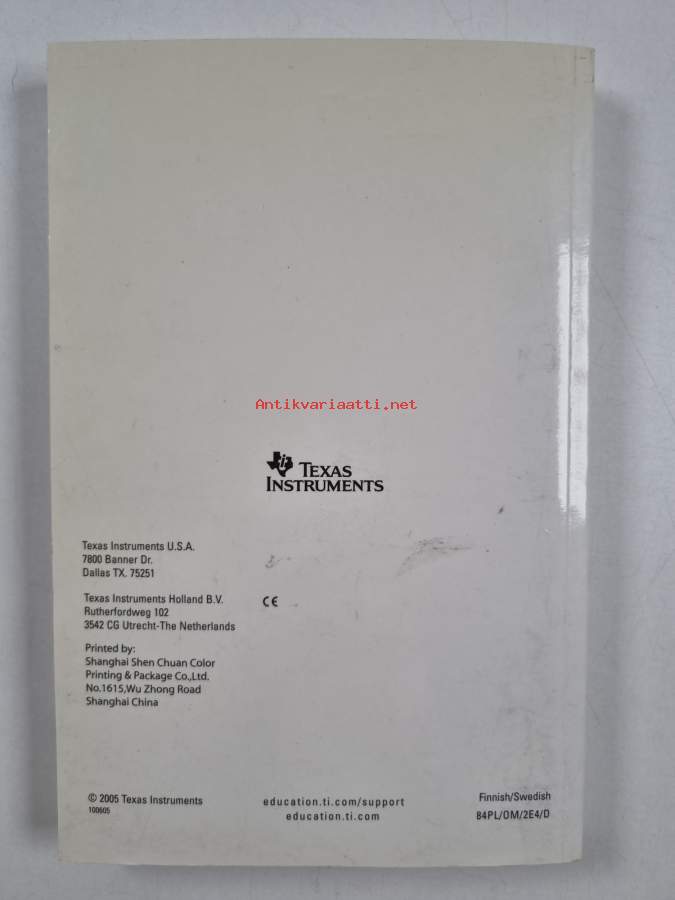 Antikvariaatti.net
TEXAS
INSTRUMENTS
Texas Instruments U.S.A.
7800 Banner Dr.
Dallas TX. 75251
Texas Instruments Holland B.V.
Rutherfordweg 102
3542 CG Utrecht-The Netherlands
CE
Printed by:
Shanghai Shen Chuan Color
Printing & Package Co.,Ltd.
No.1615,Wu Zhong Road
Shanghai China
© 2005 Texas Instruments
100605
education.ti.com/support
education.ti.com
Finnish/Swedish
84PL/OM/2E4/D